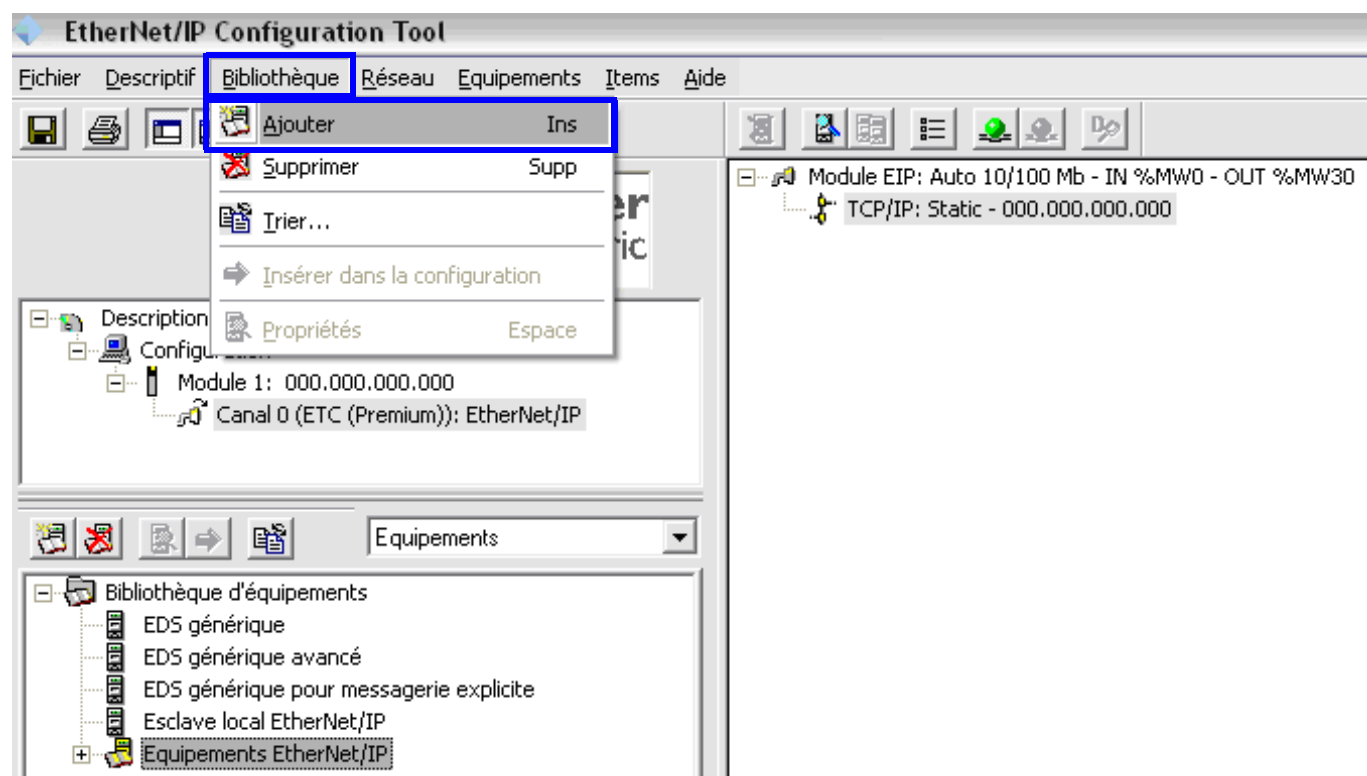 EtherNet/IP Configuration Tool
Fichier Descriptif Bibliothèque Réseau Equipements Items Aide
Ajouter Ins
Supprimer Supp
Trier...
Insérer dans la configuration
Propriétés Espace
Description
Module 1: 000.000.000.000
Canal 0 (ETC (Premium)): EtherNet/IP
Equipements
Bibliothèque d'équipements
EDS générique
EDS générique avancé
EDS générique pour messagerie explicite
Esclave local EtherNet/IP
Equipements EtherNet/IP
Module EIP: Auto 10/100 Mb - IN %MW0 - OUT %MW30
TCP/IP: Static - 000.000.000.000